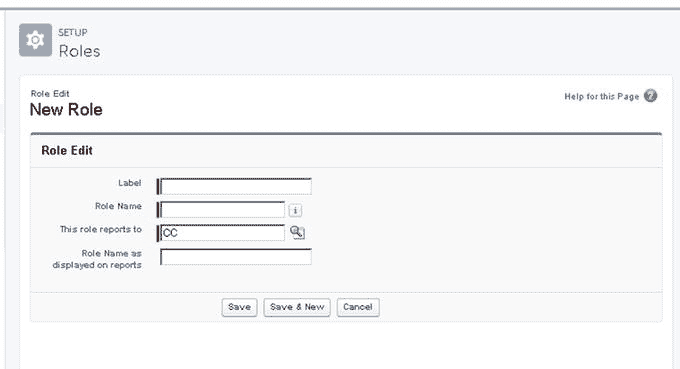 SETUP
Roles
Role Edit
New Role
Help for this Page ?
Role Edit
Label
Role Name
i
This role reports to
CC
Role Name as
displayed on reports
Save
Save & New
Cancel